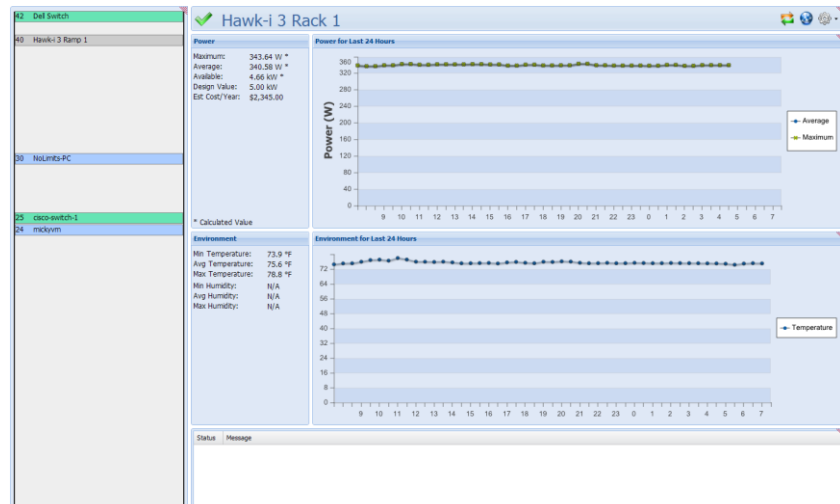 42 Dell Switch
40 Hawk-i 3 Ramp 1
30 NoLimits-PC
25 cisco-switch-1
24 mickyvm
Hawk-i 3 Rack 1
Power
Maximum: 343.64 W *
Average: 340.58 W *
Available: 4.66 kW *
Design Value: 5.00 kW
Est Cost/Year: $2,345.00
* Calculated Value
Power for Last 24 Hours
Power (W)
360
320
280
240
200
160
120
80
40
0
9 10 11 12 13 14 15 16 17 18 19 20 21 22 23 0 1 2 3 4 5 6 7
Average
Maximum
Environment
Min Temperature: 73.9 °F
Avg Temperature: 75.6 °F
Max Temperature: 78.8 °F
Min Humidity: N/A
Avg Humidity: N/A
Max Humidity: N/A
Environment for Last 24 Hours
72
64
56
48
40
32
24
16
8
0
9 10 11 12 13 14 15 16 17 18 19 20 21 22 23 0 1 2 3 4 5 6 7
Temperature
Status Message